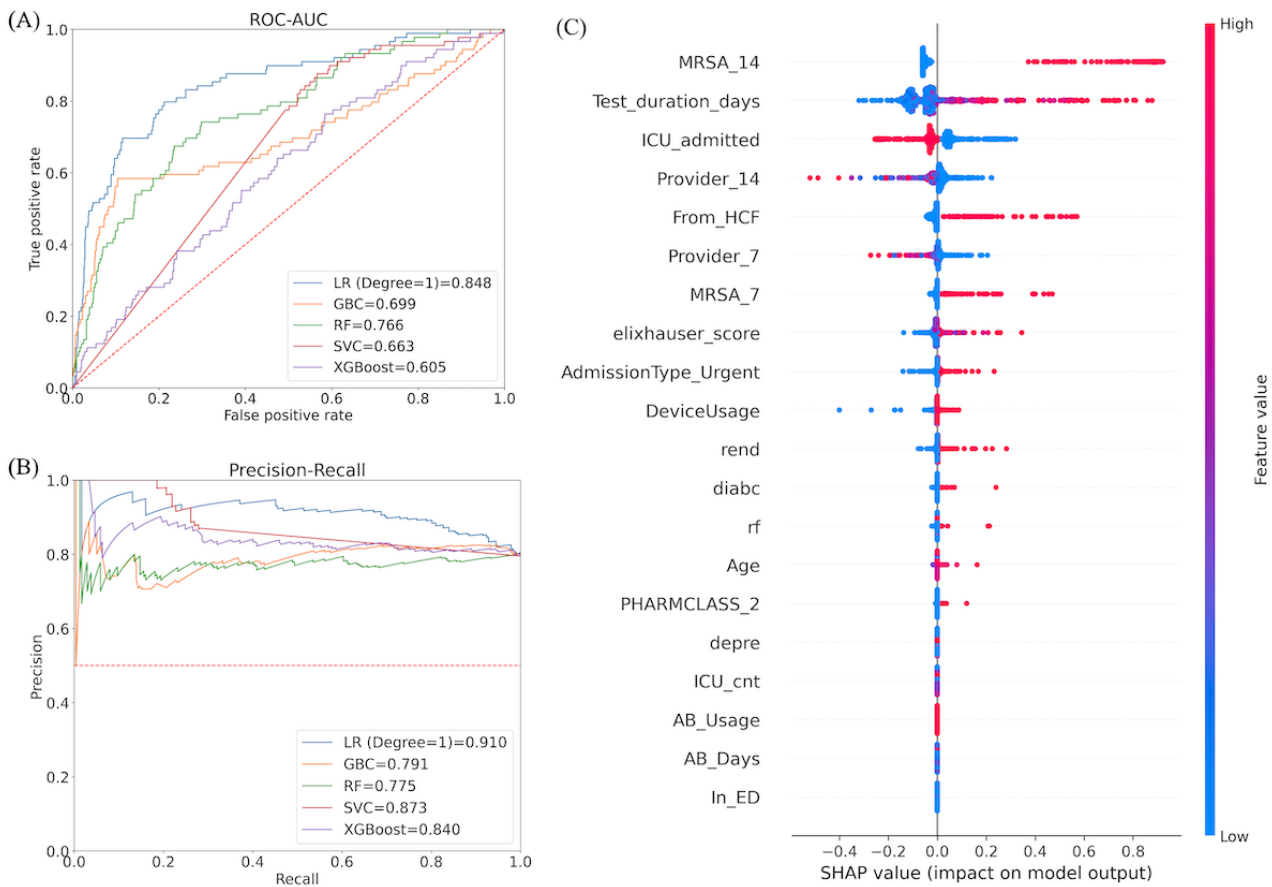 (A)
ROC-AUC
1.0
0.8
0.6
0.4
0.2
0.0
True positive rate
0.0 0.2 0.4 0.6 0.8 1.0
False positive rate
LR (Degree=1)=0.848
GBC=0.699
RF=0.766
SVC=0.663
XGBoost=0.605
(B)
Precision-Recall
1.0
0.8
0.6
0.4
0.2
0.0
Precision
0.0 0.2 0.4 0.6 0.8 1.0
Recall
LR (Degree=1)=0.910
GBC=0.791
RF=0.775
SVC=0.873
XGBoost=0.840
(C)
MRSA_14
Test_duration_days
ICU_admitted
Provider_14
From_HCF
Provider_7
MRSA_7
elixhauser_score
AdmissionType_Urgent
DeviceUsage
rend
diabc
rf
Age
PHARMCLASS_2
depre
ICU_cnt
AB_Usage
AB_Days
In_ED
−0.4 −0.2 0.0 0.2 0.4 0.6 0.8
SHAP value (impact on model output)
High
Feature value
Low